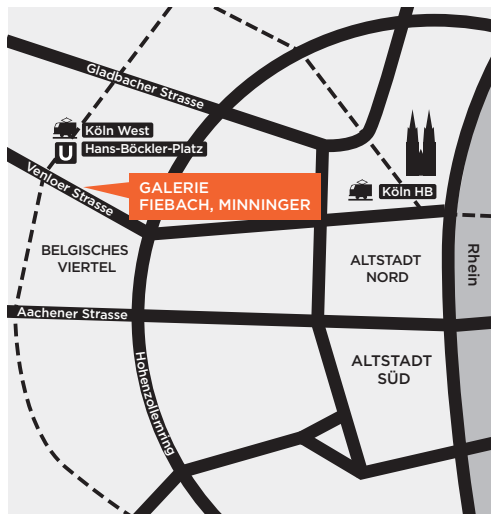 Gladbacher Strasse
Köln West
U
Hans-Böckler-Platz
Venloer Strasse
GALERIE
FIEBACH, MINNINGER
Köln HB
BELGISCHES
VIERTEL
ALTSTADT
NORD
Rhein
Aachener Strasse
Hohenzollernring
ALTSTADT
SÜD